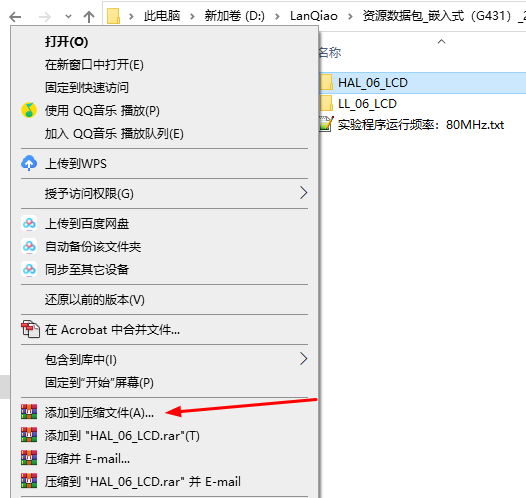 此电脑 > 新加卷 (D:) > LanQiao > 资源数据包_嵌入式（G431）_2
名称
HAL_06_LCD
LL_06_LCD
实验程序运行频率：80MHz.txt
打开(O)
在新窗口中打开(E)
固定到快速访问
使用 QQ音乐 播放(P)
加入 QQ音乐 播放队列(E)
上传到WPS
授予访问权限(G)
上传到百度网盘
自动备份该文件夹
同步至其它设备
还原以前的版本(V)
在 Acrobat 中合并文件...
包含到库中(I)
固定到"开始"屏幕(P)
添加到压缩文件(A)...
添加到 "HAL_06_LCD.rar"(T)
压缩并 E-mail...
压缩到 "HAL_06_LCD.rar" 并 E-mail